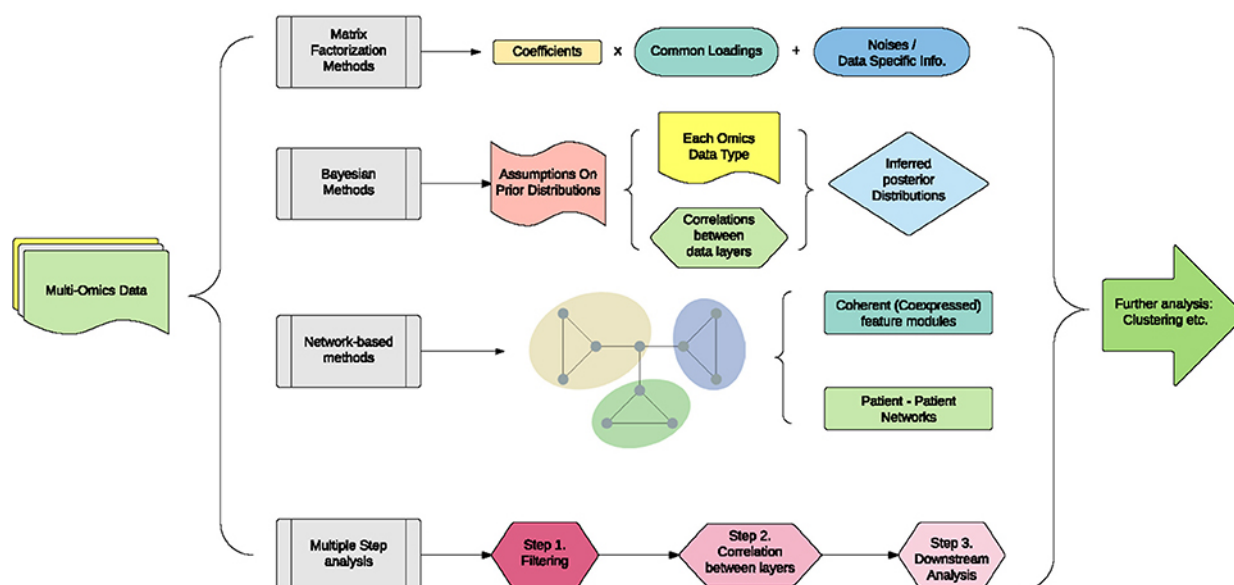 Matrix
Factorization
Methods
Coefficients
x
Common Loadings
+
Noises /
Data Specific Info.
Bayesian
Methods
Assumptions On
Prior Distributions
Each Omics
Data Type
Correlations
between
data layers
Inferred
posterior
Distributions
Multi-Omics Data
Network-based
methods
Coherent (Coexpressed)
feature modules
Patient - Patient
Networks
Further analysis:
Clustering etc.
Multiple Step
analysis
Step 1.
Filtering
Step 2.
Correlation
between layers
Step 3.
Downstream
Analysis